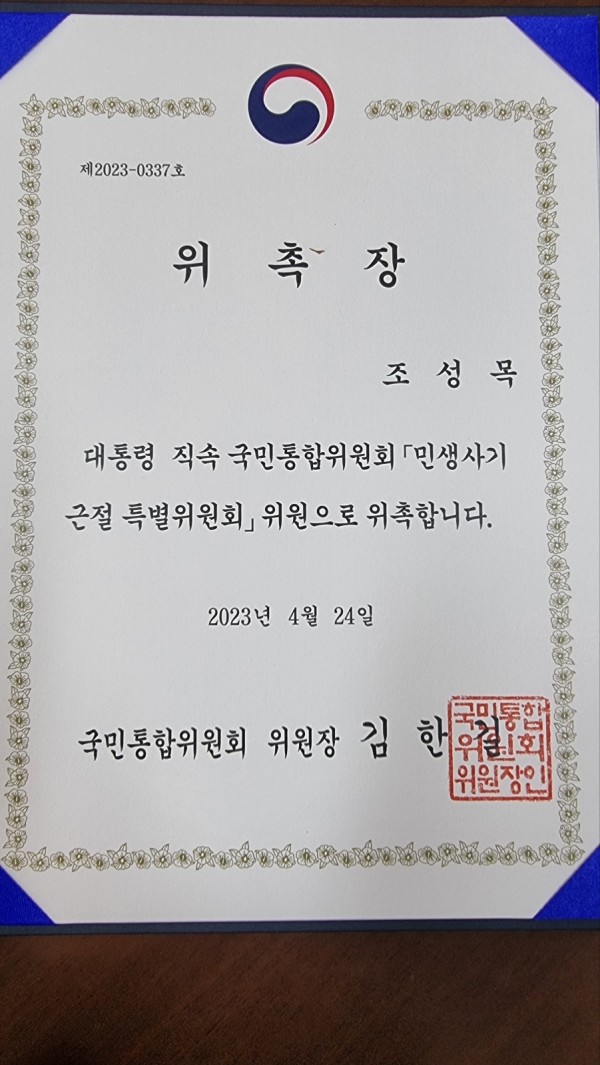 제2023-0337호
위 촉 장
조 성 목
대통령 직속 국민통합위원회 「민생사기
근절 특별위원회」 위원으로 위촉합니다.
2023년 4월 24일
국민통합위원회 위원장 김 한 길
국민통합
위원회
위원장인